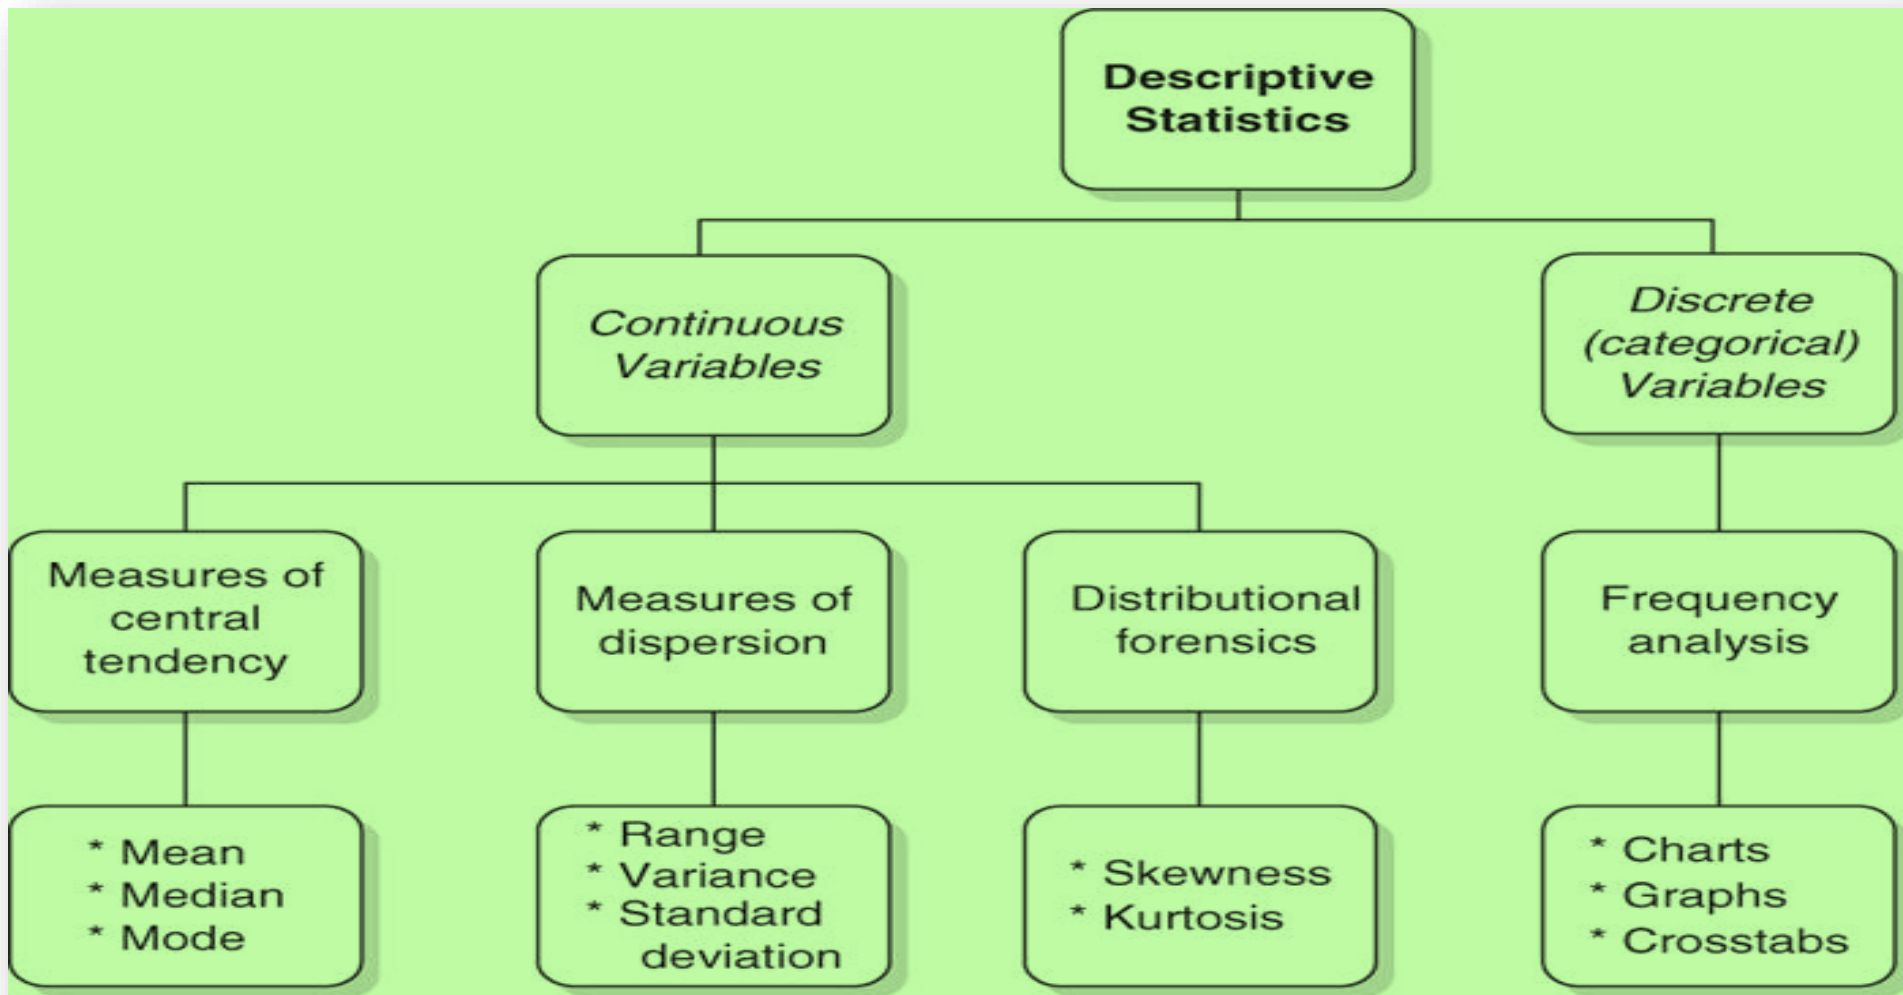 Descriptive
Statistics
Continuous
Variables
Discrete
(categorical)
Variables
Measures of
central
tendency
Measures of
dispersion
Distributional
forensics
Frequency
analysis
* Mean
* Median
* Mode
* Range
* Variance
* Standard
deviation
* Skewness
* Kurtosis
* Charts
* Graphs
* Crosstabs